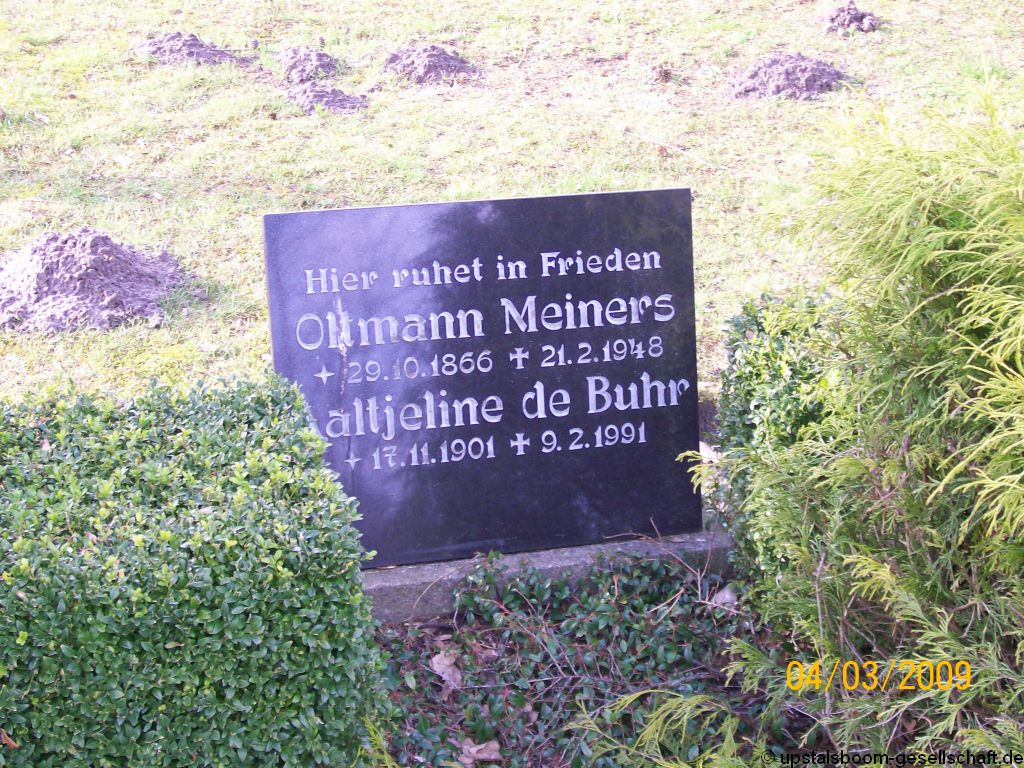 Hier ruhet in Frieden
Oltmann Meiners
29.10.1866 ✝ 21.2.1948
Aaltjeline de Buhr
17.11.1901 ✝ 9.2.1991
04/03/2009
© upstalsboom-gesellschaft.de